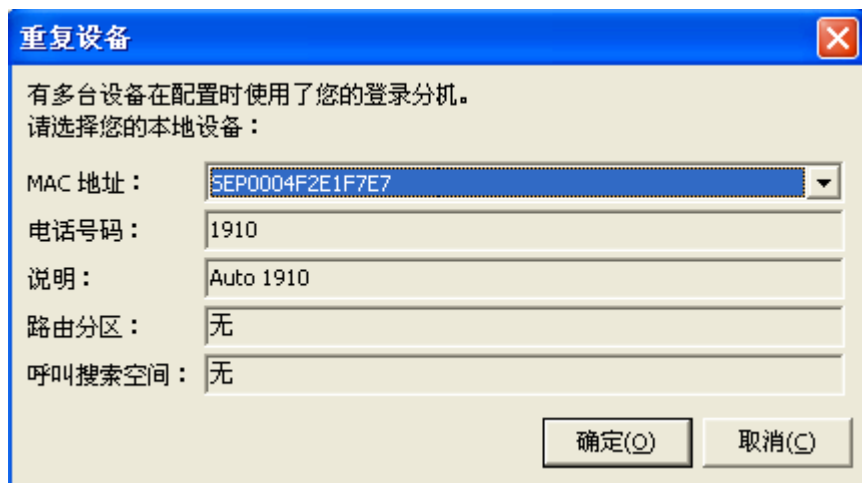 重复设备
有多台设备在配置时使用了您的登录分机。
请选择您的本地设备：
MAC 地址： SEP0004F2E1F7E7
电话号码： 1910
说明： Auto 1910
路由分区： 无
呼叫搜索空间： 无
确定(O) 取消(C)